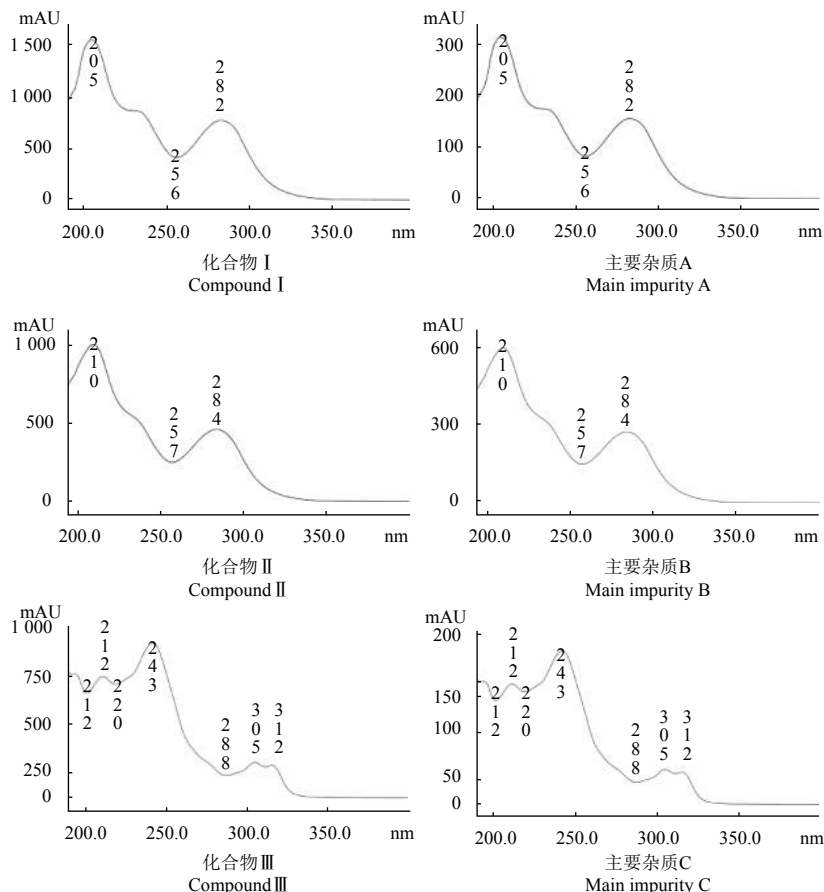 mAU
1 500
1 000
500
0
205
256
282
200.0 250.0 300.0 350.0 nm
化合物Ⅰ
Compound Ⅰ
mAU
300
200
100
0
205
256
282
200.0 250.0 300.0 350.0 nm
主要杂质A
Main impurity A
mAU
1 000
500
0
210
257
284
200.0 250.0 300.0 350.0 nm
化合物Ⅱ
Compound Ⅱ
mAU
600
300
0
210
257
284
200.0 250.0 300.0 350.0 nm
主要杂质B
Main impurity B
mAU
1 000
750
500
250
0
212
212
220
243
288
305
312
200.0 250.0 300.0 350.0 nm
化合物Ⅲ
Compound Ⅲ
mAU
200
150
100
50
0
212
212
220
243
288
305
312
200.0 250.0 300.0 350.0 nm
主要杂质C
Main impurity C